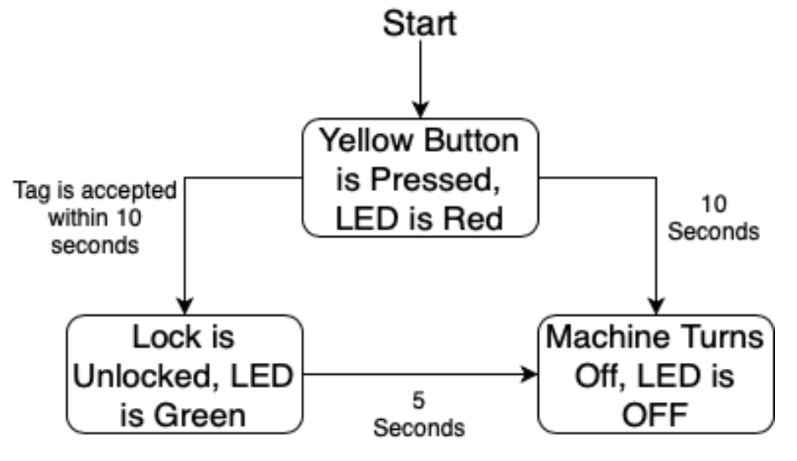 Start
Yellow Button
is Pressed,
LED is Red
Tag is accepted
within 10
seconds
10
Seconds
Lock is
Unlocked, LED
is Green
5
Seconds
Machine Turns
Off, LED is
OFF